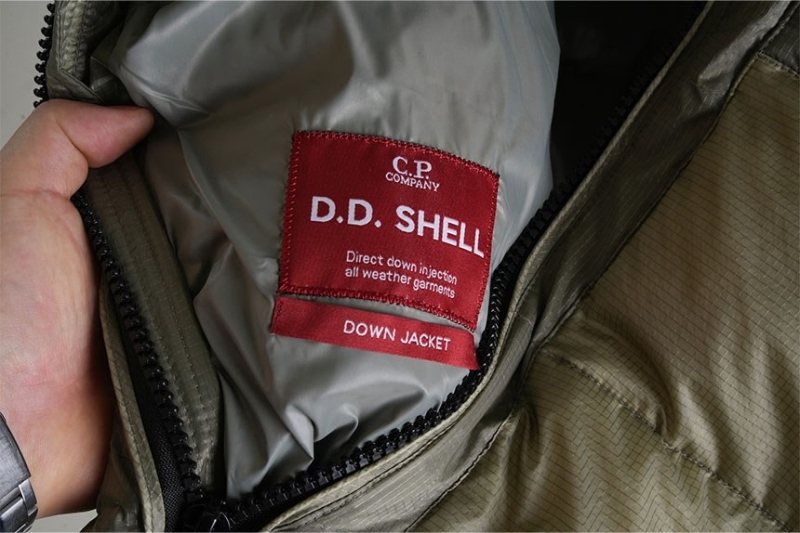 C.P.
COMPANY
D.D. SHELL
Direct down injection
all weather garments
DOWN JACKET